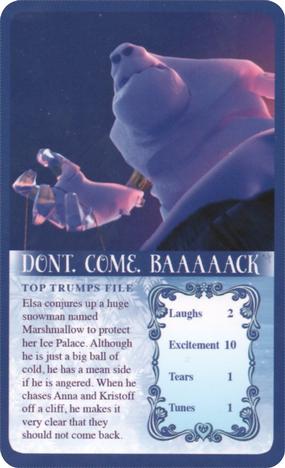 DONT. COME. BAAAAACK
TOP TRUMPS FILE
Elsa conjures up a huge
snowman named
Marshmallow to protect
her Ice Palace. Although
he is just a big ball of
cold, he has a mean side
if he is angered. When he
chases Anna and Kristoff
off a cliff, he makes it
very clear that they
should not come back.
Laughs 2
Excitement 10
Tears 1
Tunes 1